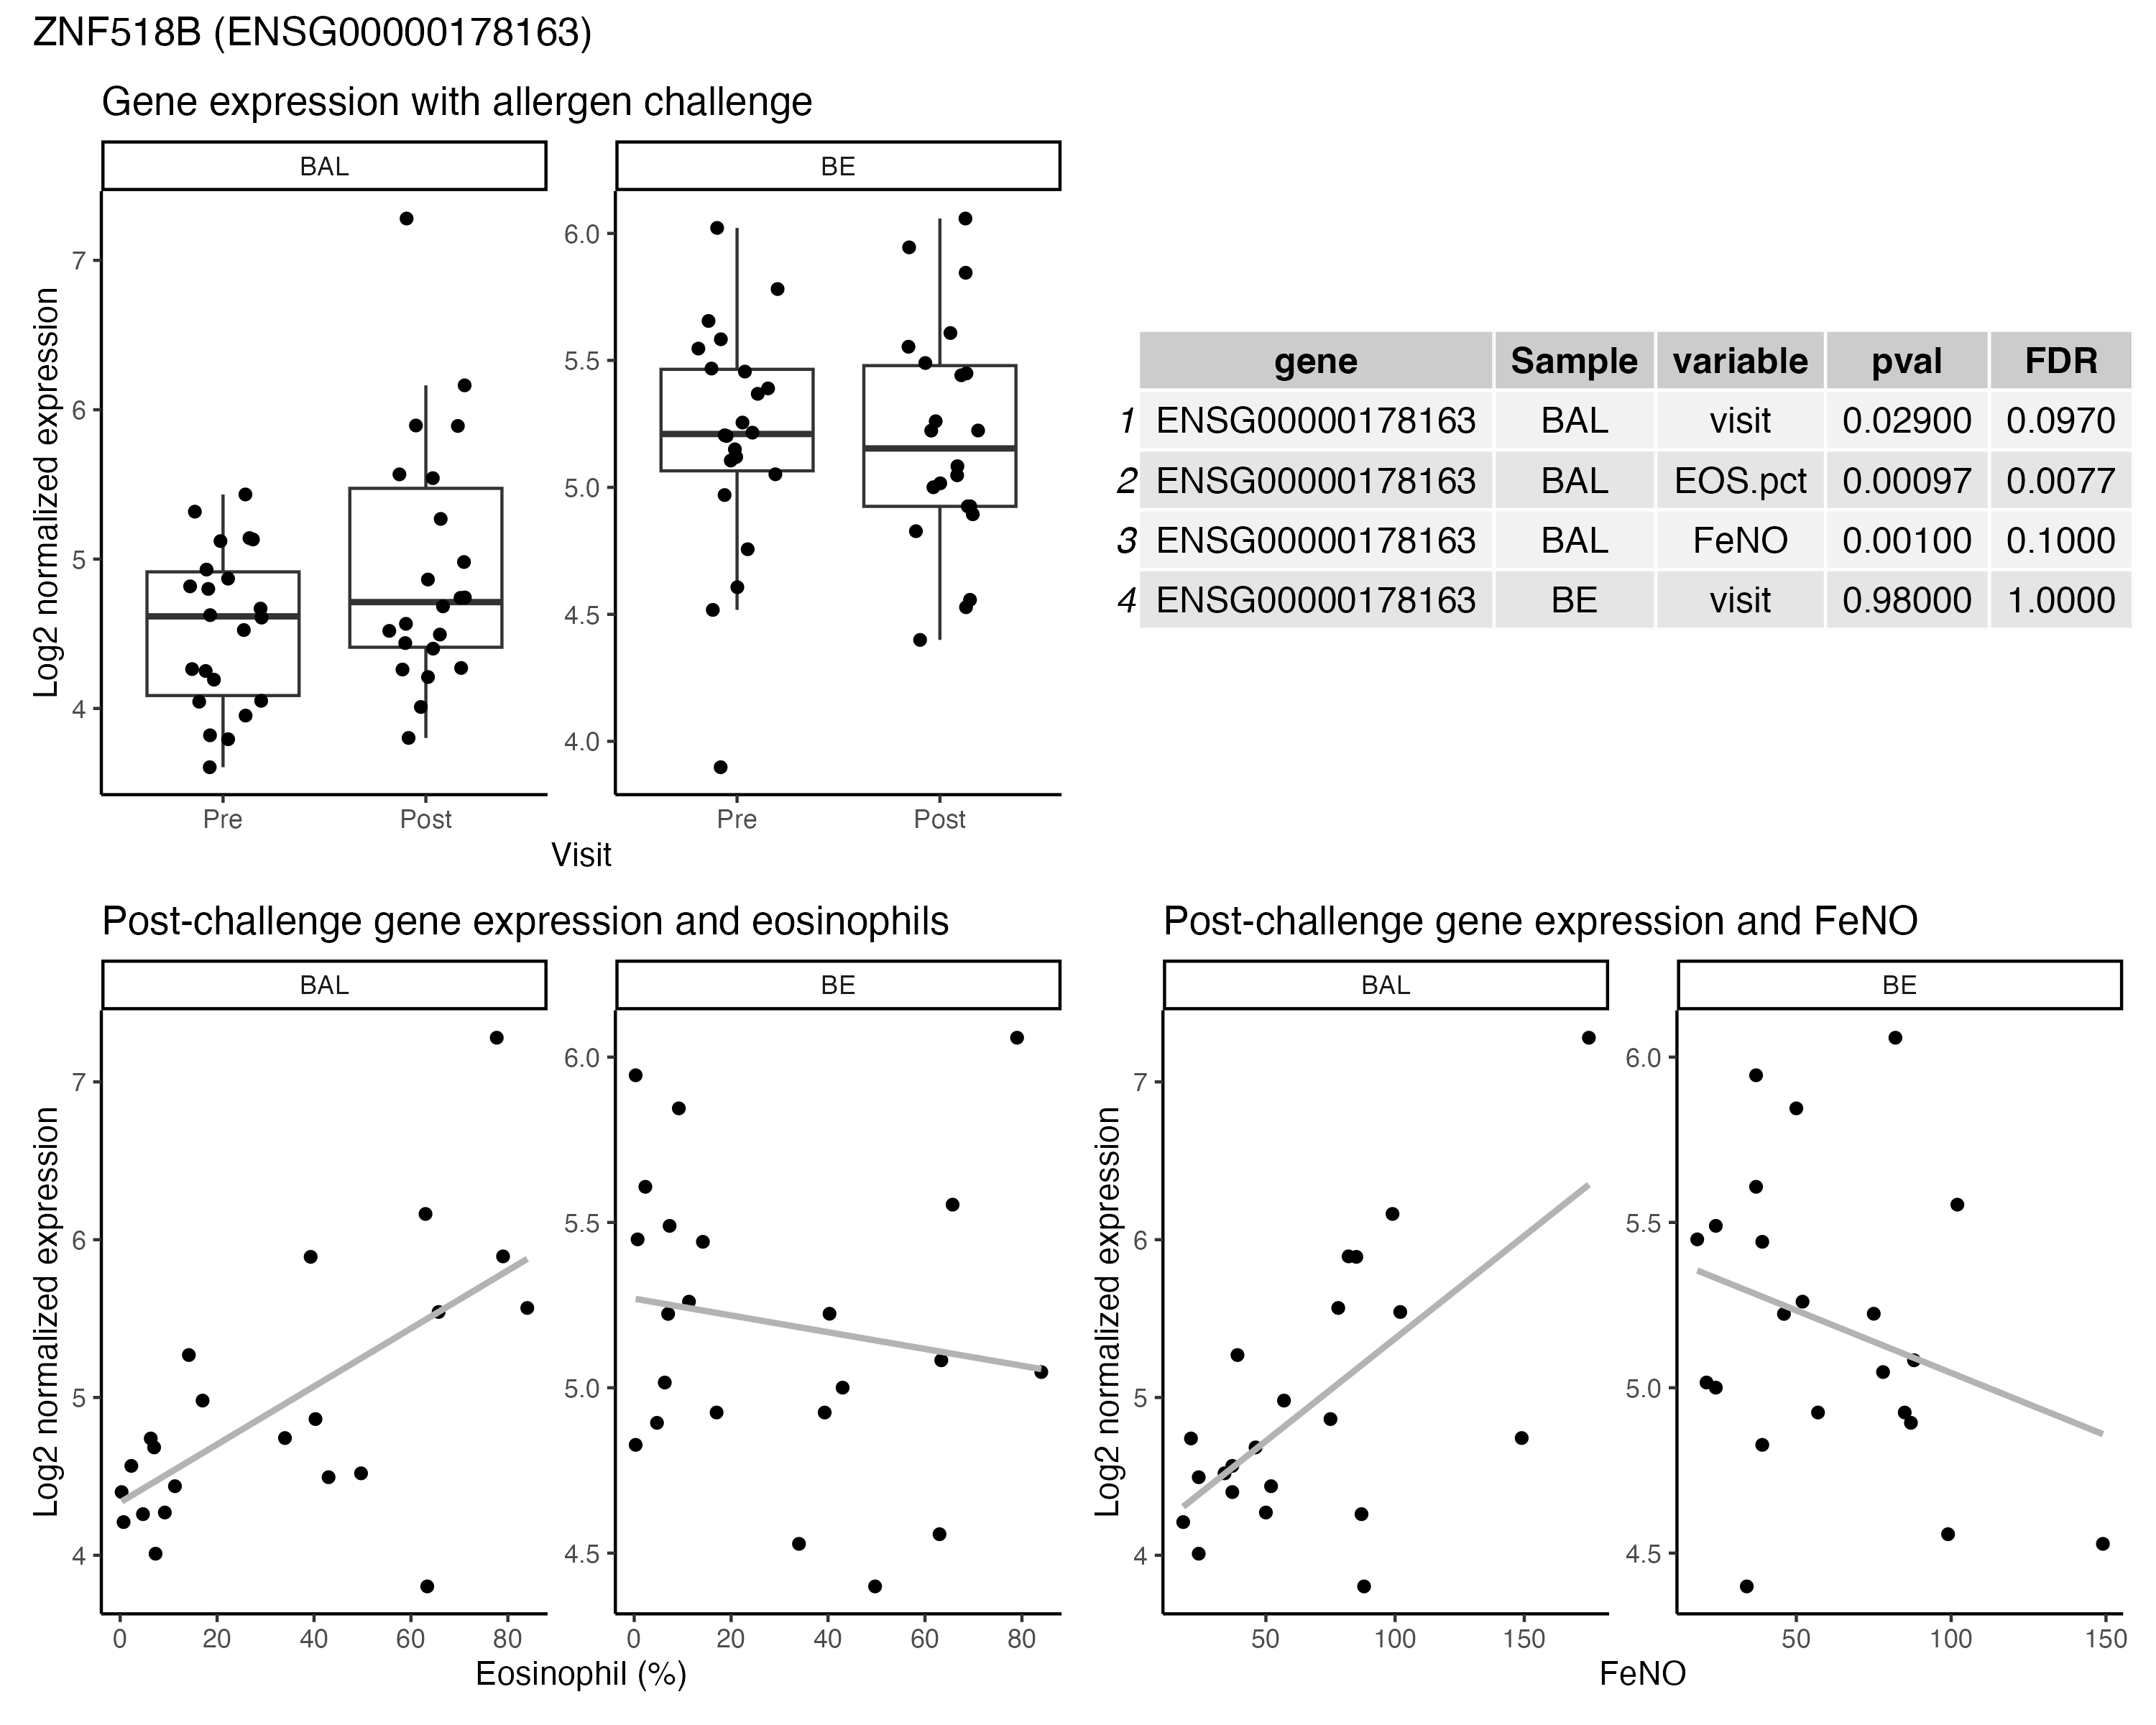 ZNF518B (ENSG00000178163)
Gene expression with allergen challenge
BAL BE
Log2 normalized expression
7
6
5
4
6.0
5.5
5.0
4.5
4.0
Pre Post Pre Post
Visit
gene Sample variable pval FDR
1 ENSG00000178163 BAL visit 0.02900 0.0970
2 ENSG00000178163 BAL EOS.pct 0.00097 0.0077
3 ENSG00000178163 BAL FeNO 0.00100 0.1000
4 ENSG00000178163 BE visit 0.98000 1.0000
Post-challenge gene expression and eosinophils
BAL BE
Log2 normalized expression
7
6
5
4
6.0
5.5
5.0
4.5
0 20 40 60 80 0 20 40 60 80
Eosinophil (%)
Post-challenge gene expression and FeNO
BAL BE
Log2 normalized expression
7
6
5
4
6.0
5.5
5.0
4.5
50 100 150 50 100 150
FeNO